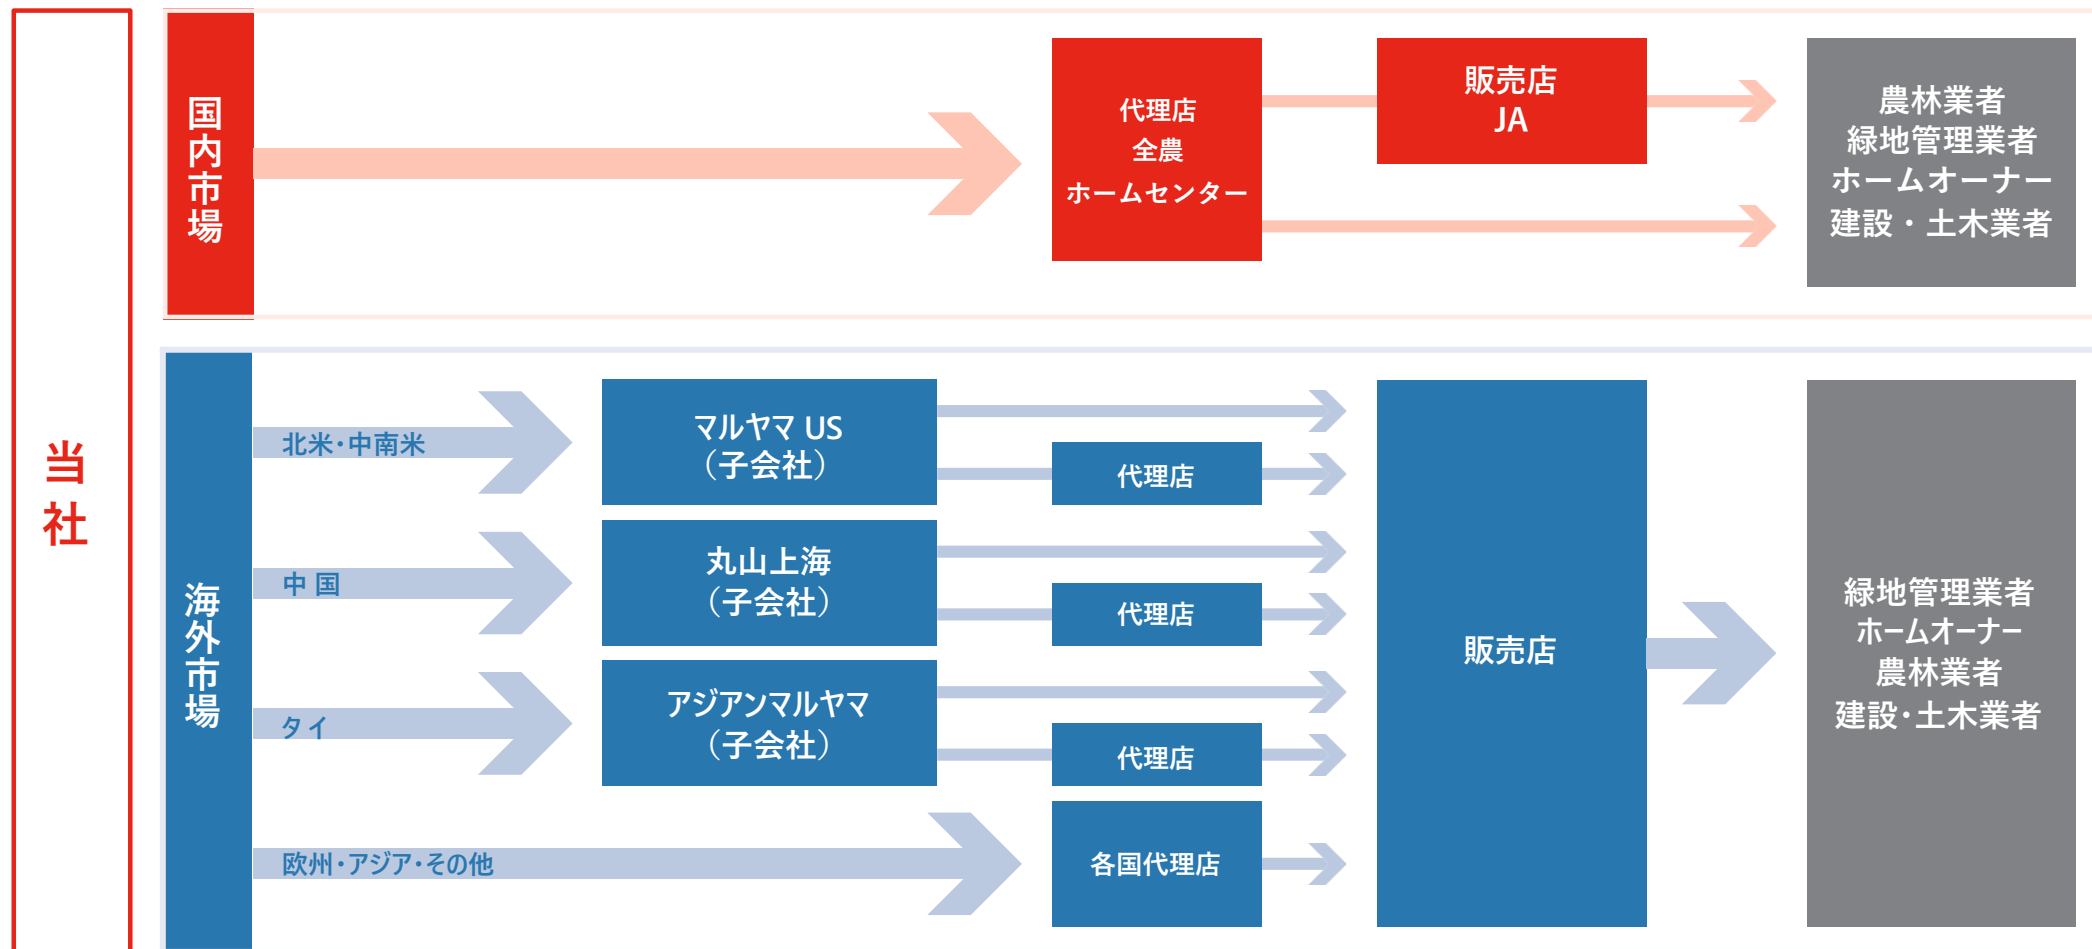 当社
国内市場
代理店
全農
ホームセンター
販売店
JA
農林業者
緑地管理業者
ホームオーナー
建設・土木業者
海外市場
北米・中南米
マルヤマ US
（子会社）
代理店
中国
丸山上海
（子会社）
代理店
タイ
アジアンマルヤマ
（子会社）
代理店
欧州・アジア・その他
各国代理店
販売店
緑地管理業者
ホームオーナー
農林業者
建設・土木業者